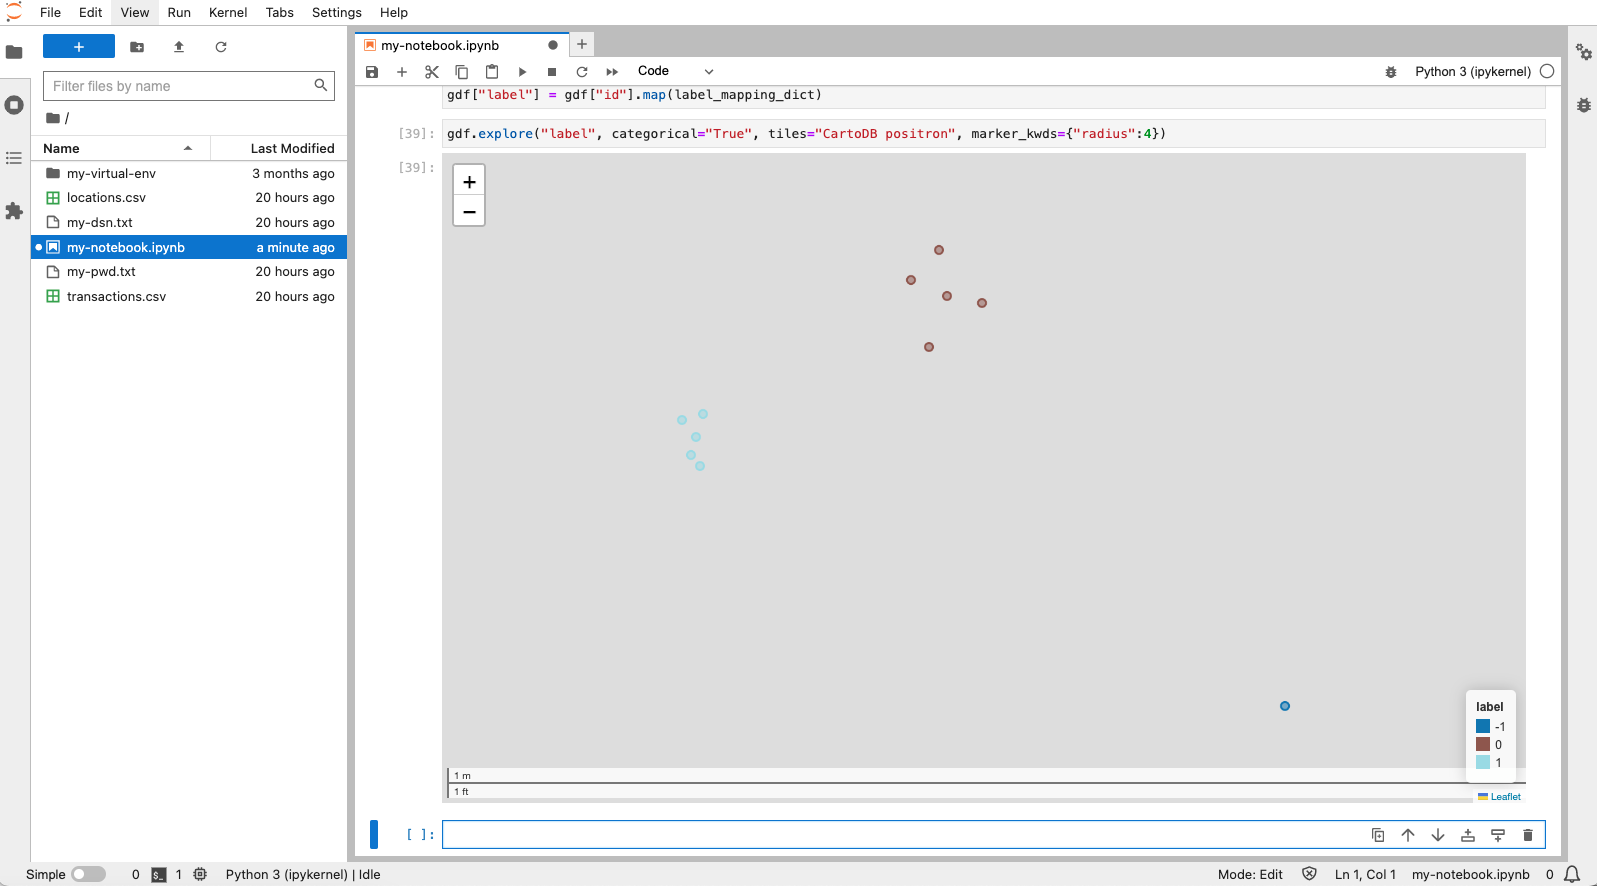 File Edit View Run Kernel Tabs Settings Help
my-notebook.ipynb
Filter files by name
/
Name Last Modified
my-virtual-env 3 months ago
locations.csv 20 hours ago
my-dsn.txt 20 hours ago
my-notebook.ipynb a minute ago
my-pwd.txt 20 hours ago
transactions.csv 20 hours ago
Code
Python 3 (ipykernel)
gdf["label"] = gdf["id"].map(label_mapping_dict)
[39]: gdf.explore("label", categorical="True", tiles="CartoDB positron", marker_kwds={"radius":4})
[39]:
+
−
label
-1
0
1
1 m
1 ft
Leaflet
[ ]:
Simple 0 $_ 1 Python 3 (ipykernel) | Idle Mode: Edit Ln 1, Col 1 my-notebook.ipynb 0